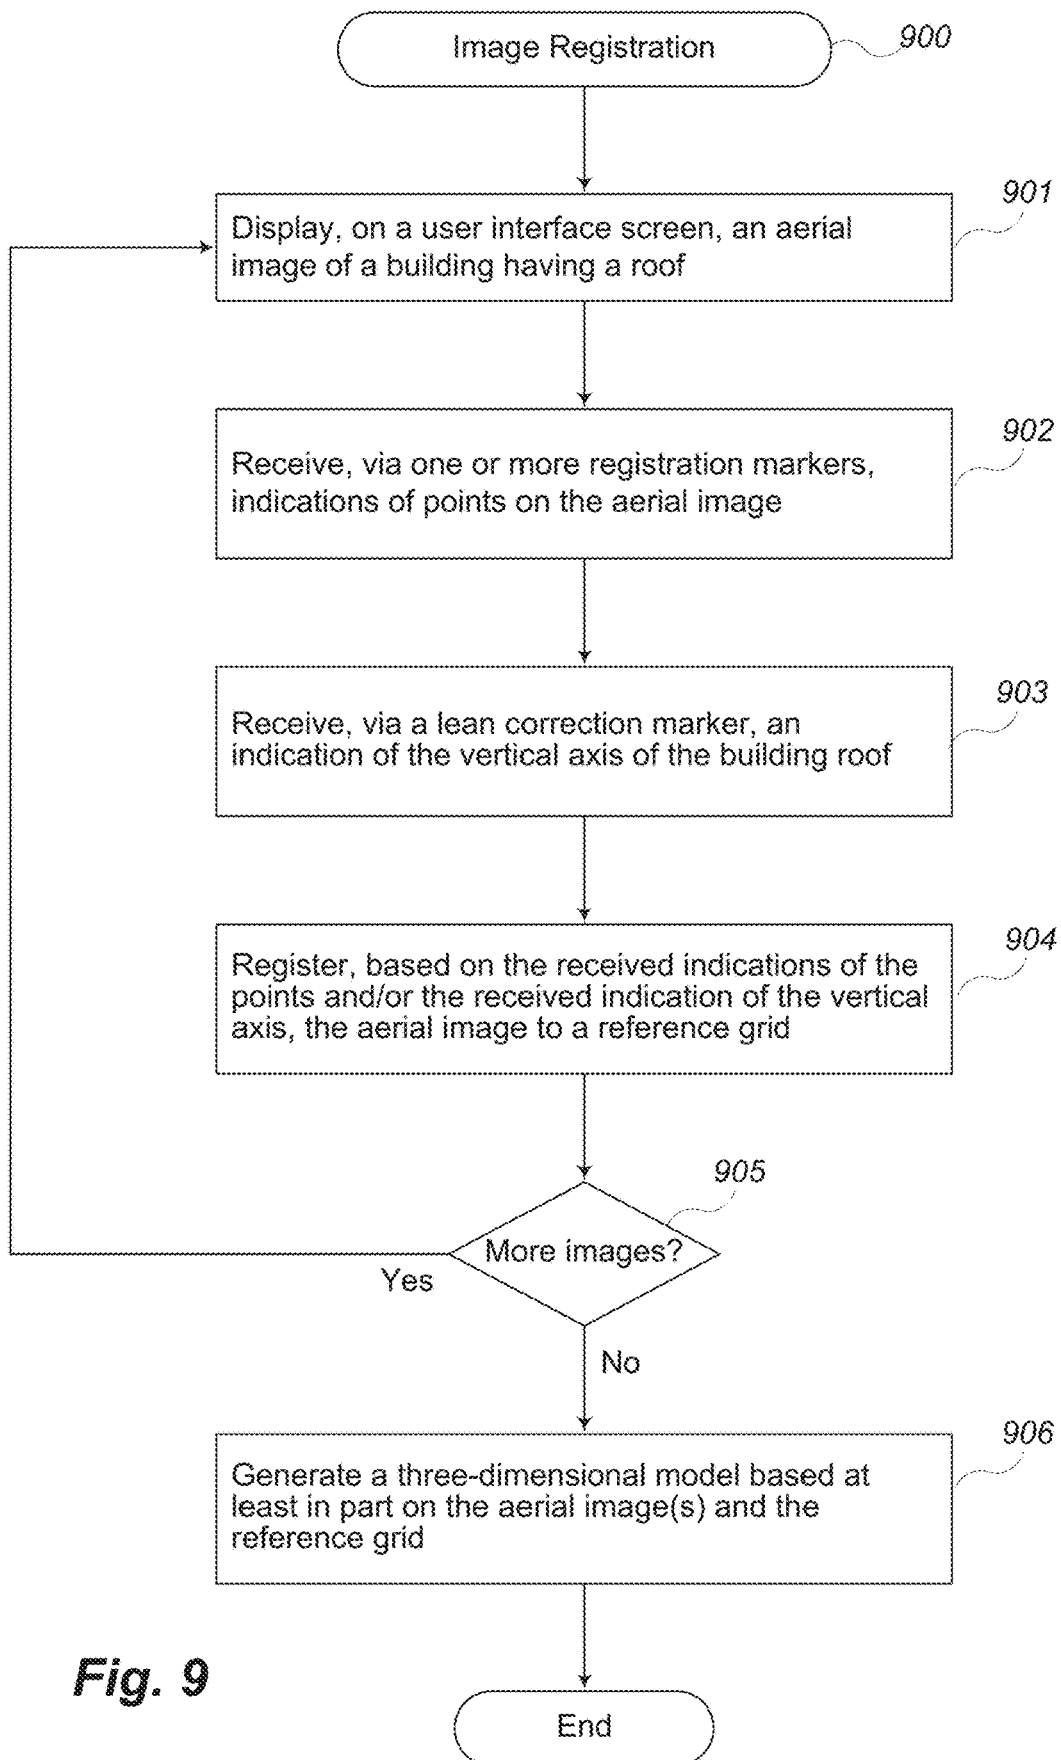 Image Registration
900
901
Display, on a user interface screen, an aerial
image of a building having a roof
902
Receive, via one or more registration markers,
indications of points on the aerial image
903
Receive, via a lean correction marker, an
indication of the vertical axis of the building roof
904
Register, based on the received indications of the
points and/or the received indication of the vertical
axis, the aerial image to a reference grid
905
More images?
Yes
No
906
Generate a three-dimensional model based at
least in part on the aerial image(s) and the
reference grid
Fig. 9
End